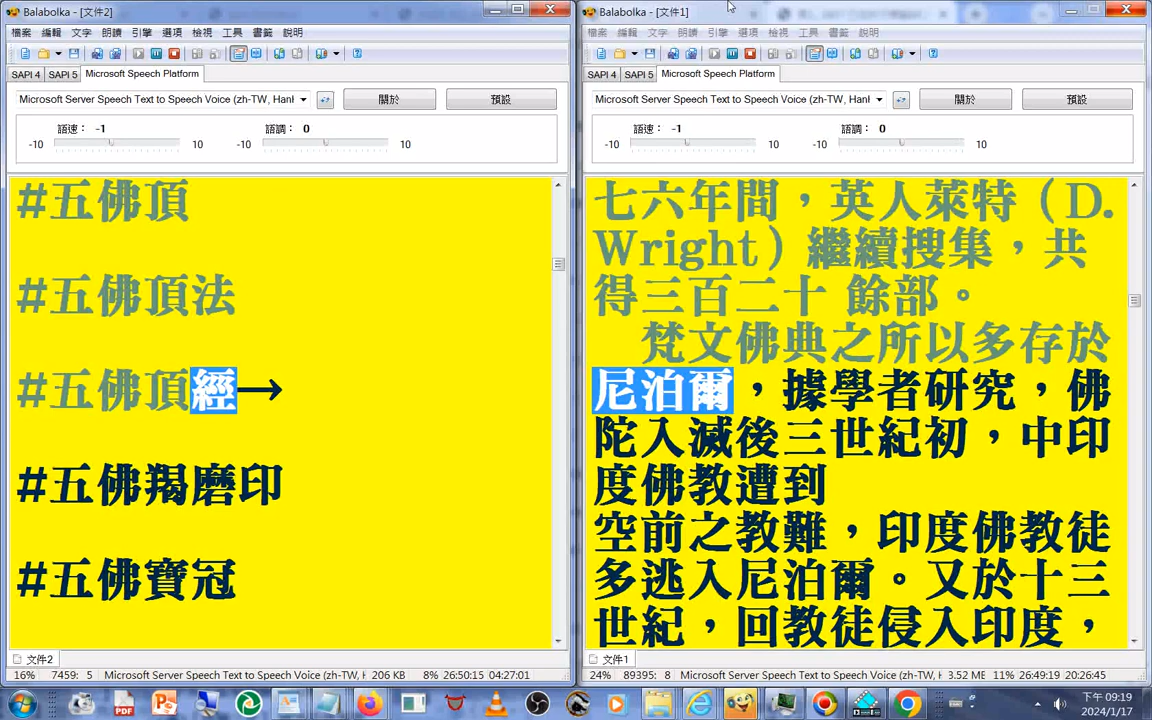 Balabolka - [文件2]
檔案 編輯 文字 朗讀 引擎 選項 檢視 工具 書籤 說明
SAPI 4 SAPI 5 Microsoft Speech Platform
Microsoft Server Speech Text to Speech Voice (zh-TW, Hanl
關於
預設
語速： -1
語調： 0
-10 10 -10 10
#五佛頂
#五佛頂法
#五佛頂經→
#五佛羯磨印
#五佛寶冠
文件2
16% 7459: 5 Microsoft Server Speech Text to Speech Voice (zh-TW, H 206 KB 8% 26:50:15 04:27:01
Balabolka - [文件1]
檔案 編輯 文字 朗讀 引擎 選項 檢視 工具 書籤 說明
SAPI 4 SAPI 5 Microsoft Speech Platform
Microsoft Server Speech Text to Speech Voice (zh-TW, Hanl
關於
預設
語速： -1
語調： 0
-10 10 -10 10
七六年間，英人萊特（D.
Wright）繼續搜集，共
得三百二十 餘部。
梵文佛典之所以多存於
尼泊爾，據學者研究，佛
陀入滅後三世紀初，中印
度佛教遭到
空前之教難，印度佛教徒
多逃入尼泊爾。又於十三
世紀，回教徒侵入印度，
文件1
24% 89395: 8 Microsoft Server Speech Text to Speech Voice (zh-TW, H 3.52 MB 11% 26:49:19 20:26:45
下午 09:19
2024/1/17